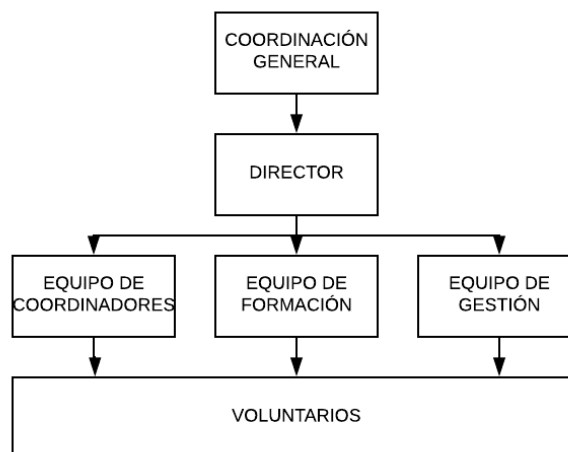 COORDINACIÓN
GENERAL
DIRECTOR
EQUIPO DE
COORDINADORES
EQUIPO DE
FORMACIÓN
EQUIPO DE
GESTIÓN
VOLUNTARIOS